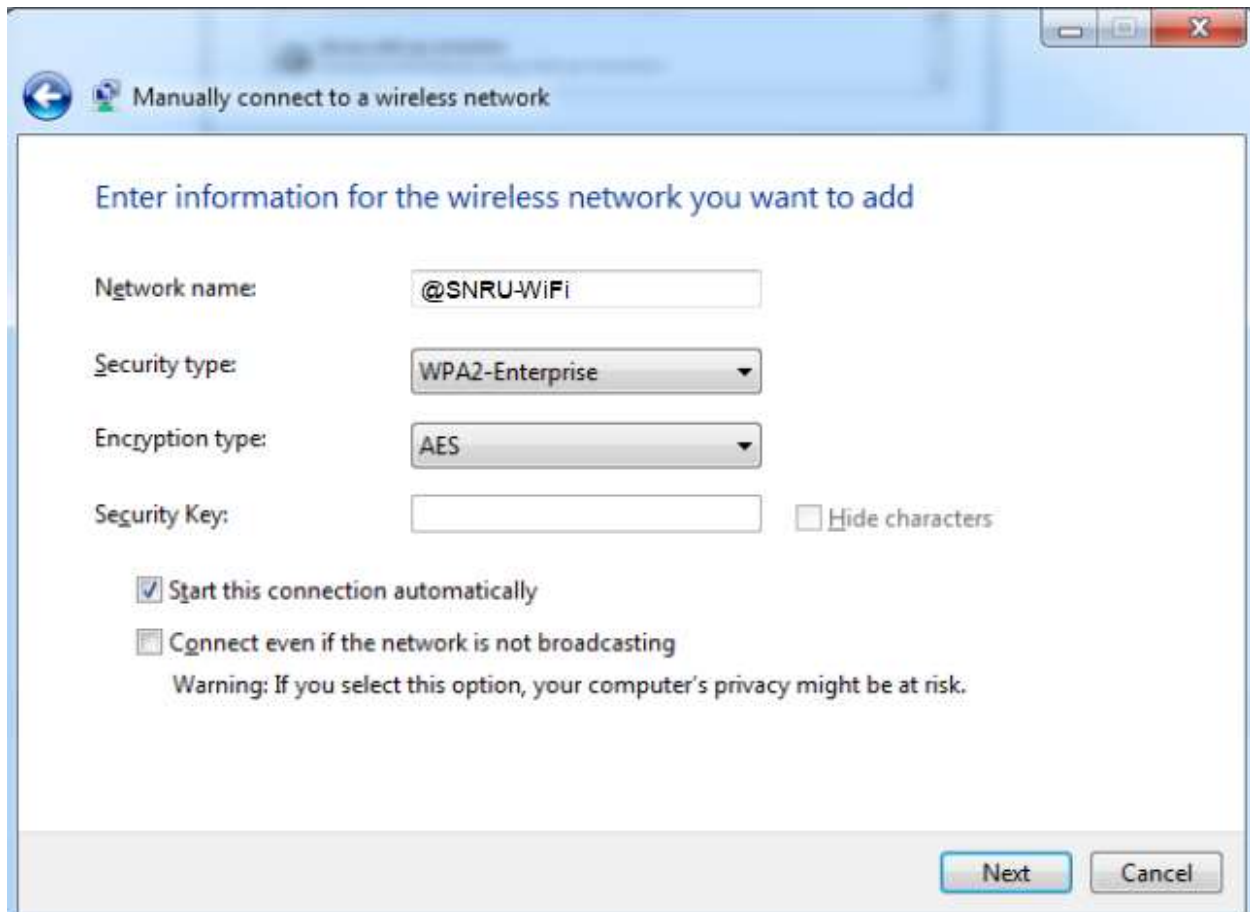 Manually connect to a wireless network
Enter information for the wireless network you want to add
Network name: @SNRU-WiFi
Security type: WPA2-Enterprise
Encryption type: AES
Security Key: Hide characters
Start this connection automatically
Connect even if the network is not broadcasting
Warning: If you select this option, your computer's privacy might be at risk.
Next Cancel